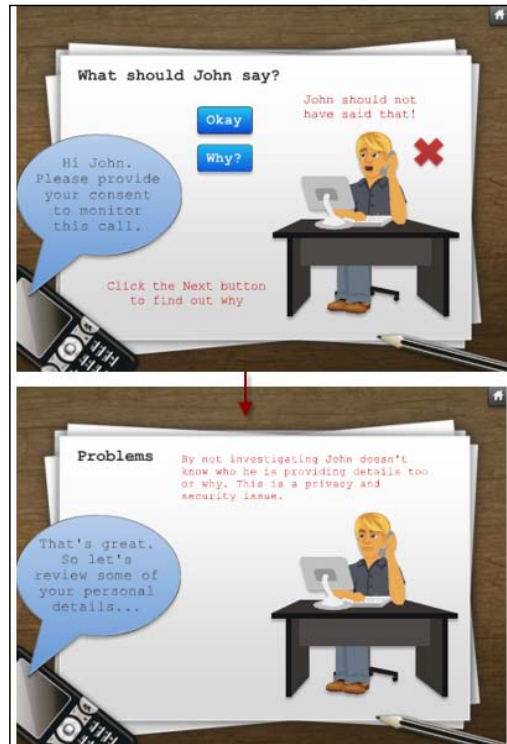 What should John say?
John should not
have said that!
Okay
Why?
Hi John.
Please provide
your consent
to monitor
this call.
Click the Next button
to find out why
Problems
By not investigating John doesn't
know who he is providing details too
or why. This is a privacy and
security issue.
That's great.
So let's
review some of
your personal
details...